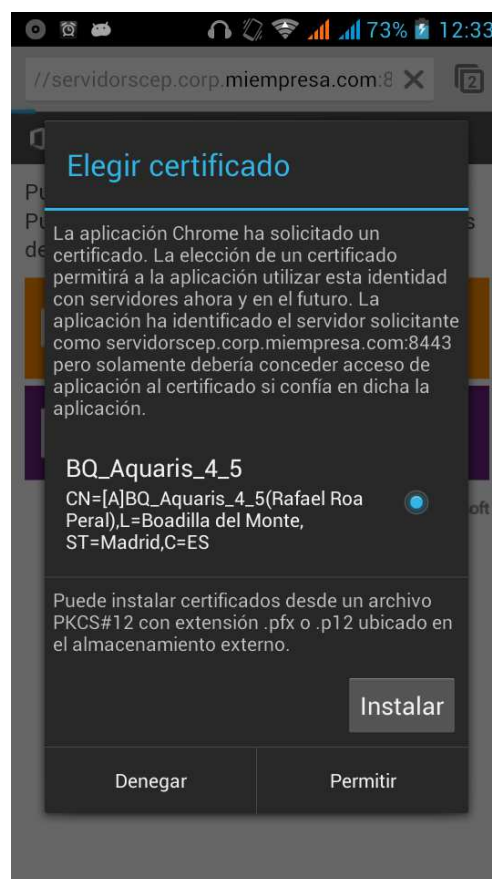 73% 12:33
//servidorscep.corp.miempresa.com:8
2
Elegir certificado
La aplicación Chrome ha solicitado un
certificado. La elección de un certificado
permitirá a la aplicación utilizar esta identidad
con servidores ahora y en el futuro. La
aplicación ha identificado el servidor solicitante
como servidorscep.corp.miempresa.com:8443
pero solamente debería conceder acceso de
aplicación al certificado si confía en dicha la
aplicación.
BQ_Aquaris_4_5
CN=[A]BQ_Aquaris_4_5(Rafael Roa
Peral),L=Boadilla del Monte,
ST=Madrid,C=ES
Puede instalar certificados desde un archivo
PKCS#12 con extensión .pfx o .p12 ubicado en
el almacenamiento externo.
Instalar
Denegar Permitir